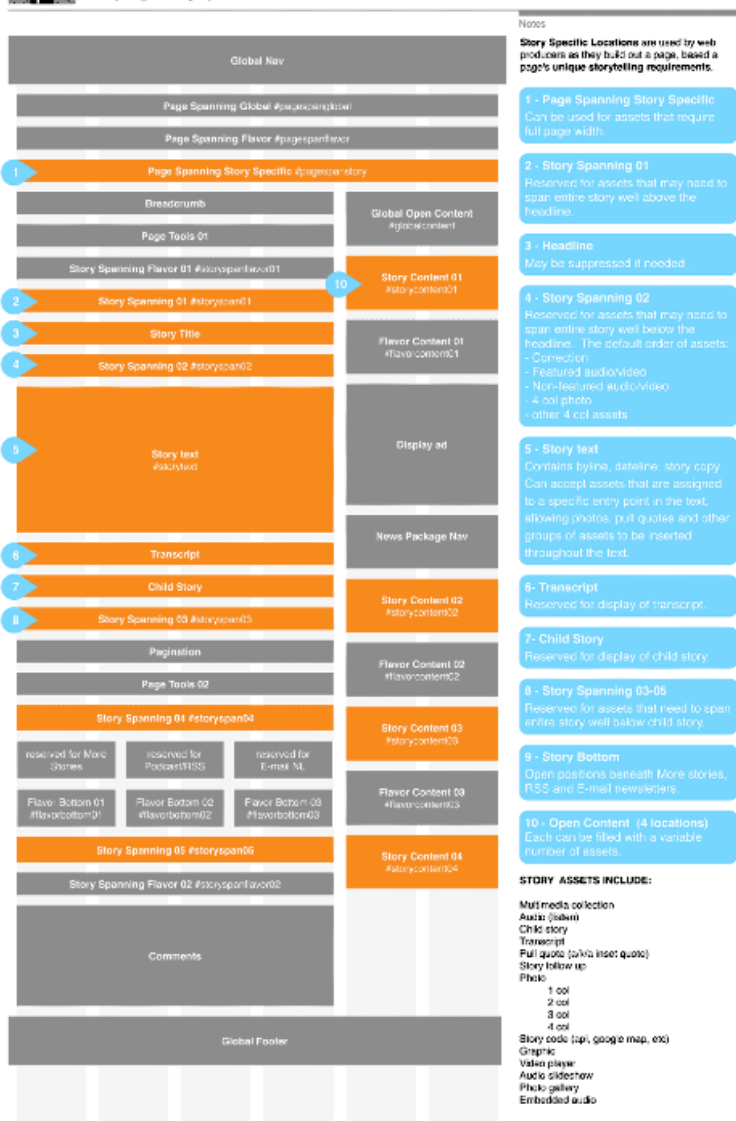 Global Nav
Page Spanning Global #pagespanglobal
Page Spanning Flavor #pagespanflavor
1
Page Spanning Story Specific #pagespanstory
Breadcrumb
Page Tools 01
Story Spanning Flavor 01 #storyspanflavor01
2
Story Spanning 01 #storyspan01
3
Story Title
4
Story Spanning 02 #storyspan02
5
Story text
#storytext
6
Transcript
7
Child Story
8
Story Spanning 03 #storyspan03
Pagination
Page Tools 02
Story Spanning 04 #storyspan04
reserved for More
Stories
reserved for
Podcast/RSS
reserved for
E-mail NL
Flavor Bottom 01
#flavorbottom01
Flavor Bottom 02
#flavorbottom02
Flavor Bottom 03
#flavorbottom03
Story Spanning 05 #storyspan05
Story Spanning Flavor 02 #storyspanflavor02
Comments
Global Open Content
#globalcontent
10
Story Content 01
#storycontent01
Flavor Content 01
#flavorcontent01
Display ad
News Package Nav
Story Content 02
#storycontent02
Flavor Content 02
#flavorcontent02
Story Content 03
#storycontent03
Flavor Content 03
#flavorcontent03
Story Content 04
#storycontent04
Global Footer
Notes
Story Specific Locations are used by web
producers as they build out a page, based a
page's unique storytelling requirements.
1 - Page Spanning Story Specific
Can be used for assets that require
full page width.
2 - Story Spanning 01
Reserved for assets that may need to
span entire story well above the
headline.
3 - Headline
May be suppressed if needed.
4 - Story Spanning 02
Reserved for assets that may need to
span entire story well below the
headline. The default order of assets:
- Correction
- Featured audio/video
- Non-featured audio/video
- 4 col photo
- other 4 col assets
5 - Story text
Contains byline, dateline, story copy.
Can accept assets that are assigned
to a specific entry point in the text,
allowing photos, pull quotes and other
groups of assets to be inserted
throughout the text.
6- Transcript
Reserved for display of transcript.
7- Child Story
Reserved for display of child story.
8 - Story Spanning 03-05
Reserved for assets that need to span
entire story well below child story.
9 - Story Bottom
Open positions beneath More stories,
RSS and E-mail newsletters.
10 - Open Content (4 locations)
Each can be filled with a variable
number of assets.
STORY ASSETS INCLUDE:
Multimedia collection
Audio (listen)
Child story
Transcript
Pull quote (a/k/a inset quote)
Story follow up
Photo
1 col
2 col
3 col
4 col
Story code (api, google map, etc)
Graphic
Video player
Audio slideshow
Photo gallery
Embedded audio